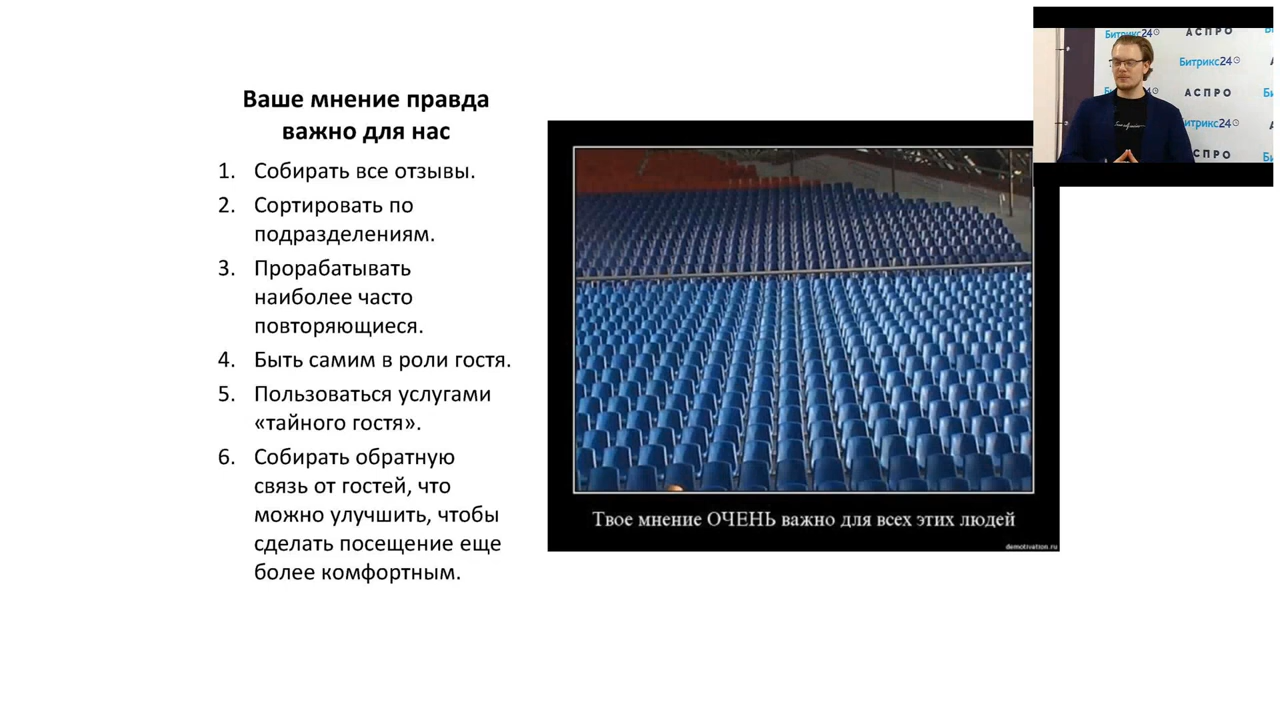 Ваше мнение правда
важно для нас
1. Собирать все отзывы.
2. Сортировать по
подразделениям.
3. Прорабатывать
наиболее часто
повторяющиеся.
4. Быть самим в роли гостя.
5. Пользоваться услугами
«тайного гостя».
6. Собирать обратную
связь от гостей, что
можно улучшить, чтобы
сделать посещение еще
более комфортным.
Твое мнение ОЧЕНЬ важно для всех этих людей
demotivation.ru
Битрикс24 АСПРО
Битрикс24
АСПРО
итрикс24
СПРО